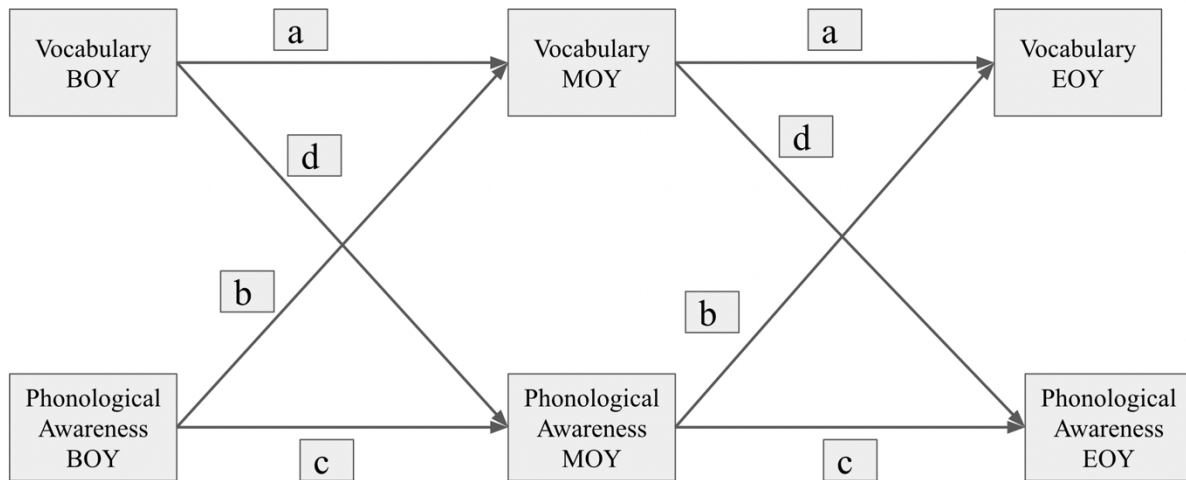 a
a
Vocabulary
BOY
Vocabulary
MOY
Vocabulary
EOY
d
d
b
b
Phonological
Awareness
BOY
Phonological
Awareness
MOY
Phonological
Awareness
EOY
c
c